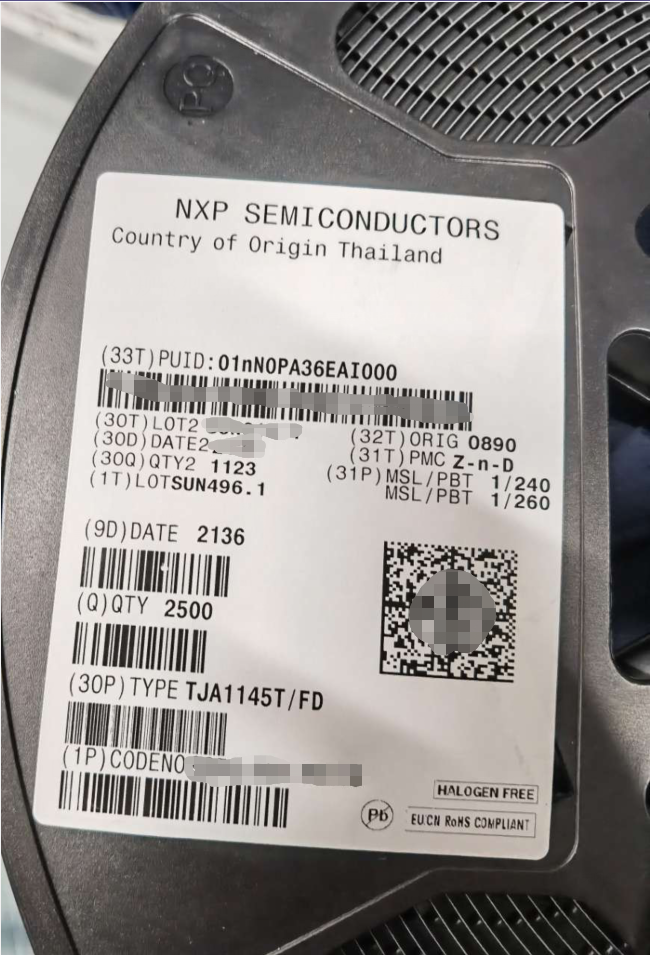 PQ
NXP SEMICONDUCTORS
Country of Origin Thailand
(33T)PUID:01nN0PA36EAI000
(30T)LOT2
(30D)DATE2
(30Q)QTY2 1123
(1T)LOTSUN496.1
(32T)ORIG 0890
(31T)PMC Z-n-D
(31P)MSL/PBT 1/240
MSL/PBT 1/260
(9D)DATE 2136
(Q)QTY 2500
(30P)TYPE TJA1145T/FD
(1P)CODENO
HALOGEN FREE
Pb
EU/CN RoHS COMPLIANT